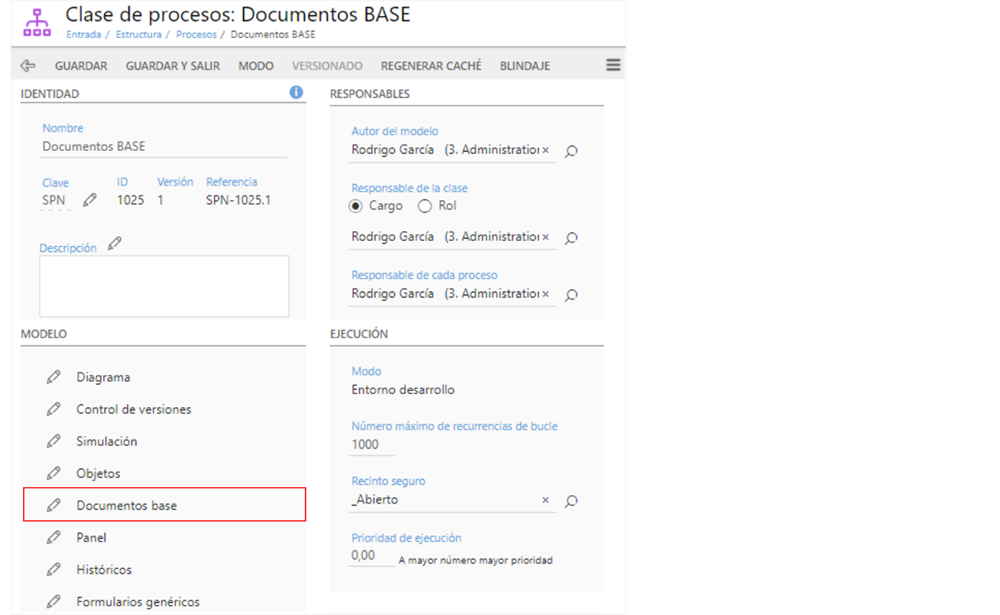 Clase de procesos: Documentos BASE
Entrada / Estructura / Procesos / Documentos BASE
GUARDAR GUARDAR Y SALIR MODO VERSIONADO REGENERAR CACHÉ BLINDAJE
IDENTIDAD
Nombre
Documentos BASE
Clave ID Versión Referencia
SPN 1025 1 SPN-1025.1
Descripción
RESPONSABLES
Autor del modelo
Rodrigo García (3. Administration
Responsable de la clase
Cargo Rol
Rodrigo García (3. Administration
Responsable de cada proceso
Rodrigo García (3. Administration
MODELO
Diagrama
Control de versiones
Simulación
Objetos
Documentos base
Panel
Históricos
Formularios genéricos
EJECUCIÓN
Modo
Entorno desarrollo
Número máximo de recurrencias de bucle
1000
Recinto seguro
_Abierto
Prioridad de ejecución
0,00 A mayor número mayor prioridad